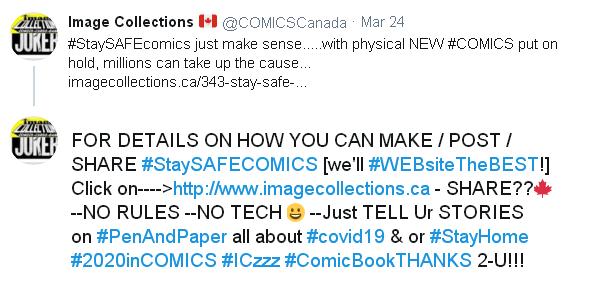 Image Collections 🇨🇦 @COMICSCanada · Mar 24
#StaySAFEcomics just make sense.....with physical NEW #COMICS put on
hold, millions can take up the cause...
imagecollections.ca/343-stay-safe-...
FOR DETAILS ON HOW YOU CAN MAKE / POST /
SHARE #StaySAFECOMICS [we'll #WEBsiteTheBEST!]
Click on---->http://www.imagecollections.ca - SHARE??🍁
--NO RULES --NO TECH 😀 --Just TELL Ur STORIES
on #PenAndPaper all about #covid19 & or #StayHome
#2020inCOMICS #ICzzz #ComicBookTHANKS 2-U!!!